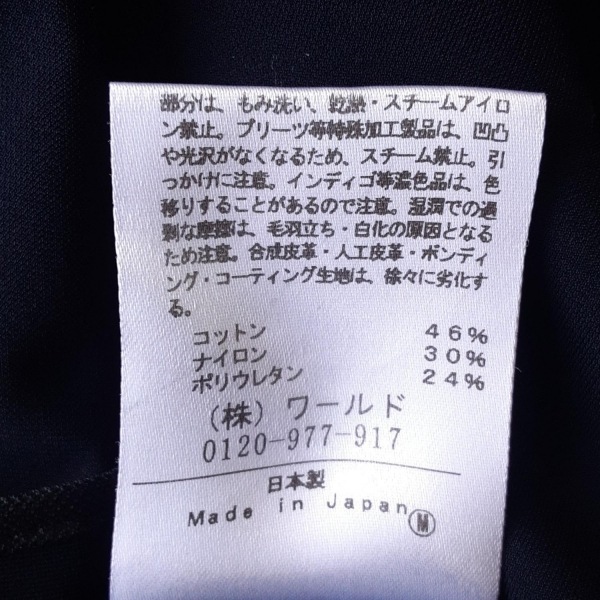 部分は、もみ洗い、乾熱・スチームアイロ
ン禁止。プリーツ等特殊加工製品は、凹凸
や光沢がなくなるため、スチーム禁止。引
っかけに注意。インディゴ等濃色品は、色
移りすることがあるので注意。湿潤での過
剰な摩擦は、毛羽立ち・白化の原因となる
ため注意。合成皮革・人工皮革・ボンディ
ング・コーティング生地は、徐々に劣化す
る。
コットン 46%
ナイロン 30%
ポリウレタン 24%
(株) ワールド
0120-977-917
日本製
Made in Japan Ⓜ